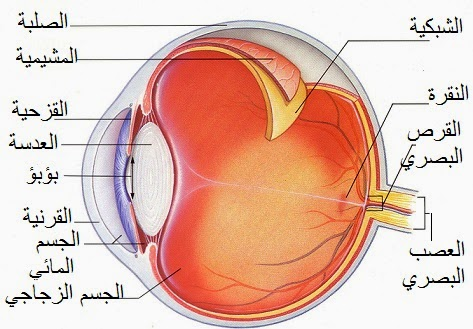 الصلبة
المشيمية
القزحية
العدسة
بؤبؤ
القرنية
الجسم
المائي
الجسم الزجاجي
الشبكية
النقرة
القرص
البصري
العصب
البصري